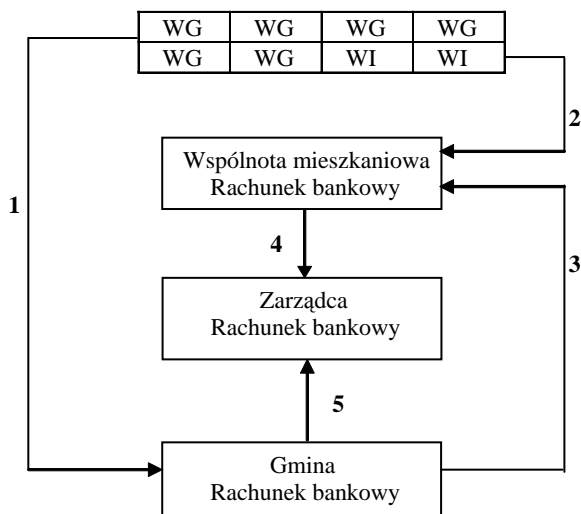 WG WG WG WG
WG WG WI WI
2
Wspólnota mieszkaniowa
Rachunek bankowy
1
4
3
Zarządca
Rachunek bankowy
5
Gmina
Rachunek bankowy